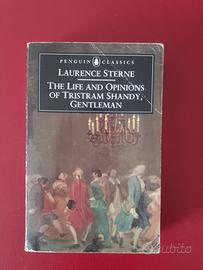 PENGUIN CLASSICS
LAURENCE STERNE
THE LIFE AND OPINIONS
OF TRISTRAM SHANDY,
GENTLEMAN
subito